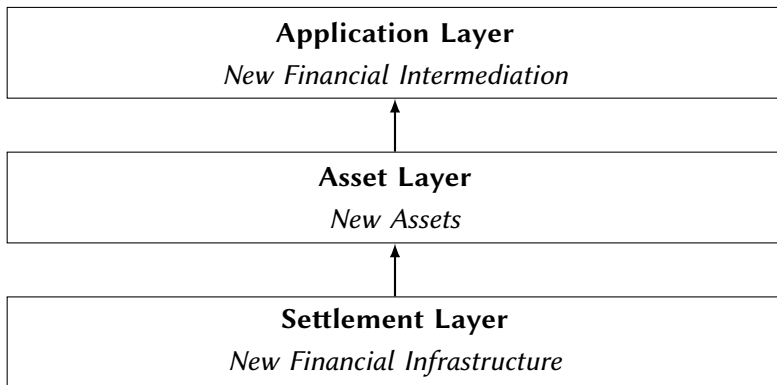 Application Layer
New Financial Intermediation
Asset Layer
New Assets
Settlement Layer
New Financial Infrastructure